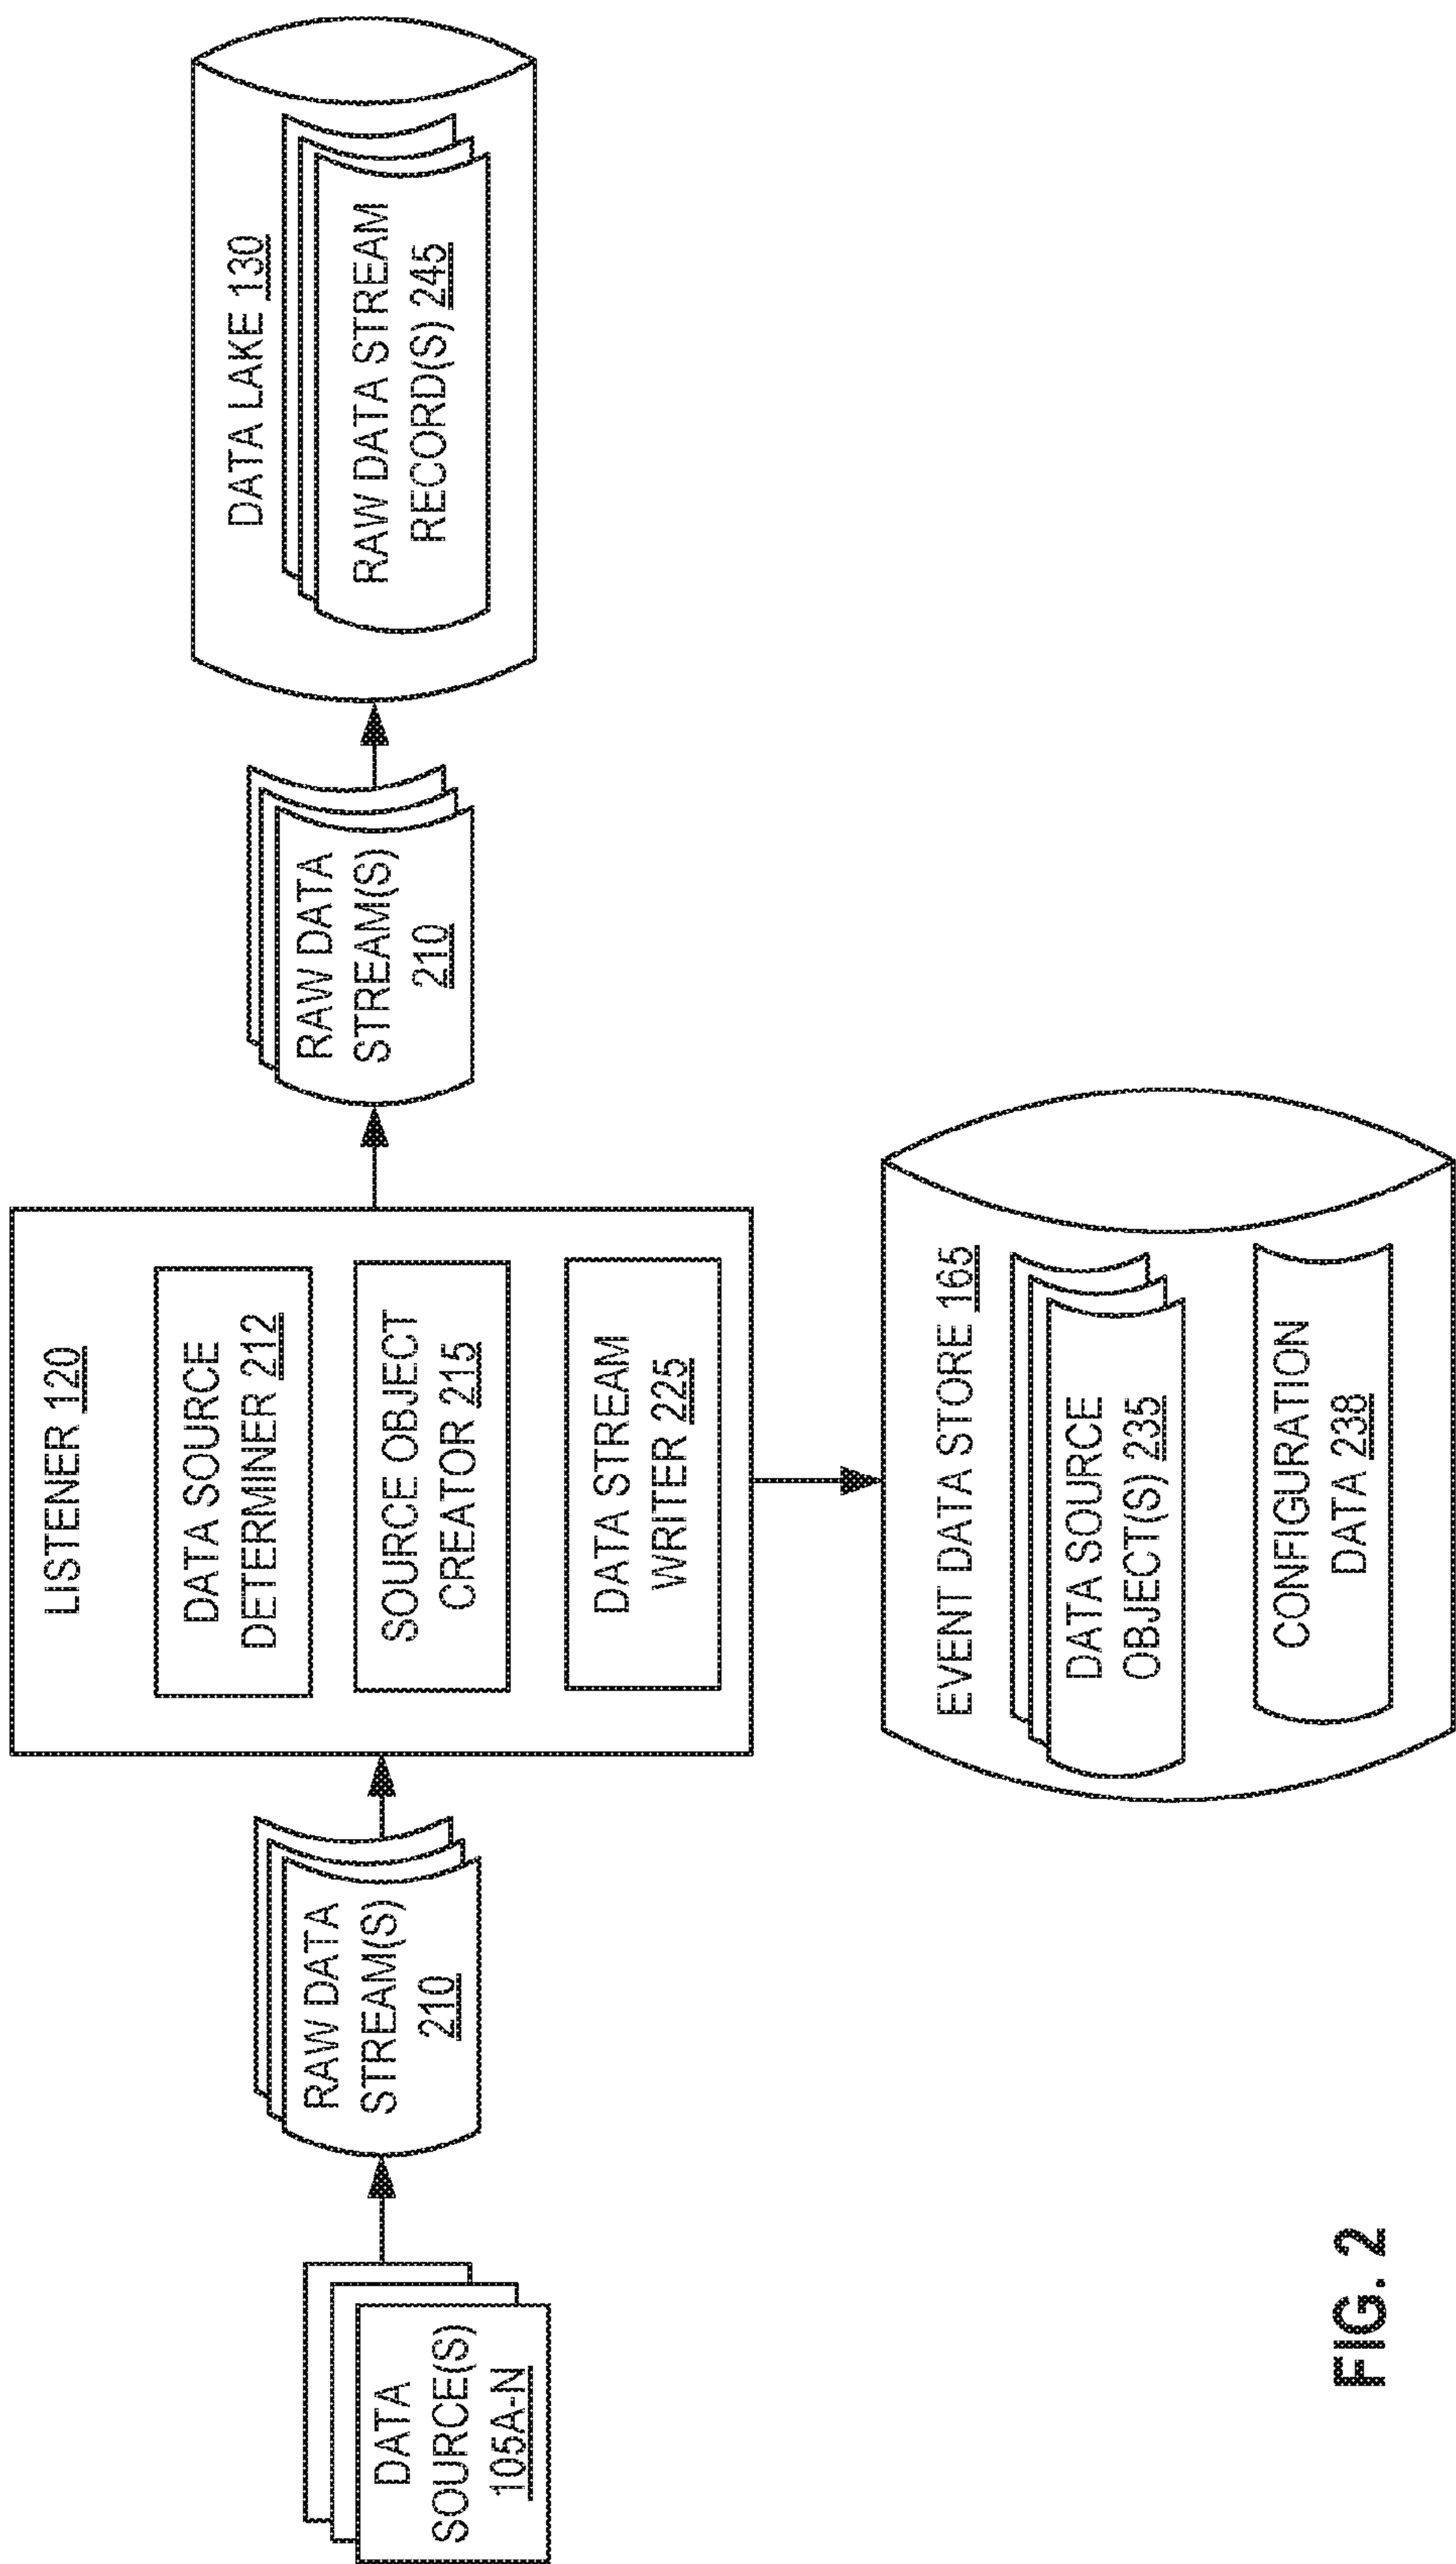 DATA
SOURCE(S)
105A-N
RAW DATA
STREAM(S)
210
LISTENER 120
DATA SOURCE
DETERMINER 212
SOURCE OBJECT
CREATOR 215
DATA STREAM
WRITER 225
RAW DATA
STREAM(S)
210
DATA LAKE 130
RAW DATA STREAM
RECORD(S) 245
EVENT DATA STORE 165
DATA SOURCE
OBJECT(S) 235
CONFIGURATION
DATA 238
FIG. 2